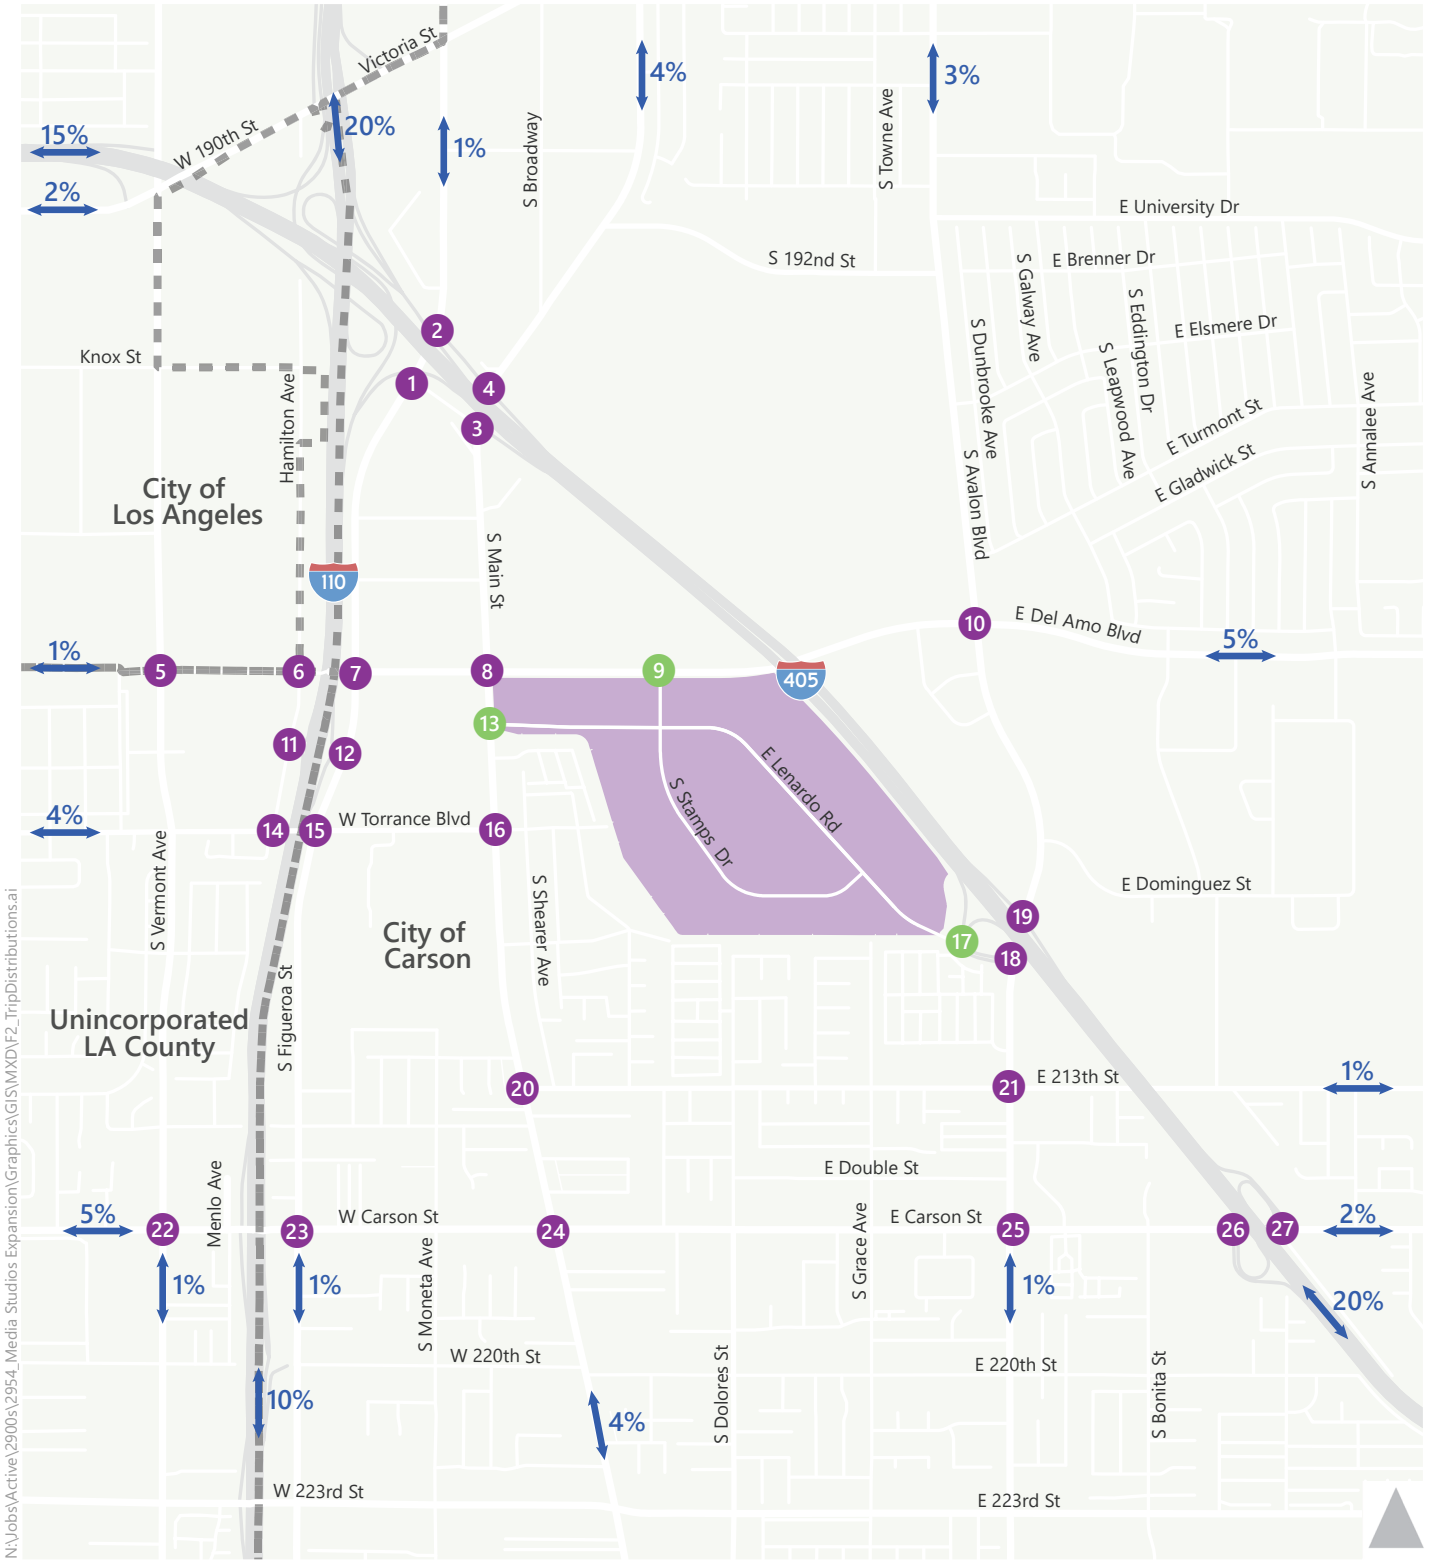 Victoria St
4%
3%
15%
W 190th St
20%
1%
S Broadway
S Towne Ave
2%
E University Dr
S 192nd St
S Galway Ave
E Brenner Dr
S Eddington Dr
E Elsmere Dr
2
S Dunbrooke Ave
S Leapwood Ave
Knox St
Hamilton Ave
1
4
3
E Turmont St
S Annalee Ave
E Gladwick St
S Avalon Blvd
City of
Los Angeles
S Main St
110
10
E Del Amo Blvd
1%
5%
5
6
7
8
9
405
13
11
12
E Lenardo Rd
S Stamps Dr
4%
14
15
W Torrance Blvd
16
S Vermont Ave
S Shearer Ave
E Dominguez St
19
City of
Carson
17
18
Unincorporated
LA County
S Figueroa St
20
21
E 213th St
1%
Menlo Ave
E Double St
5%
22
23
W Carson St
24
S Grace Ave
E Carson St
25
26
27
2%
1%
1%
S Moneta Ave
1%
20%
W 220th St
S Dolores St
E 220th St
S Bonita St
10%
4%
W 223rd St
E 223rd St
N:\Jobs\Active\2900s\2954_Media Studios Expansion\Graphics\GIS\MXD\F2_TripDistributions.ai